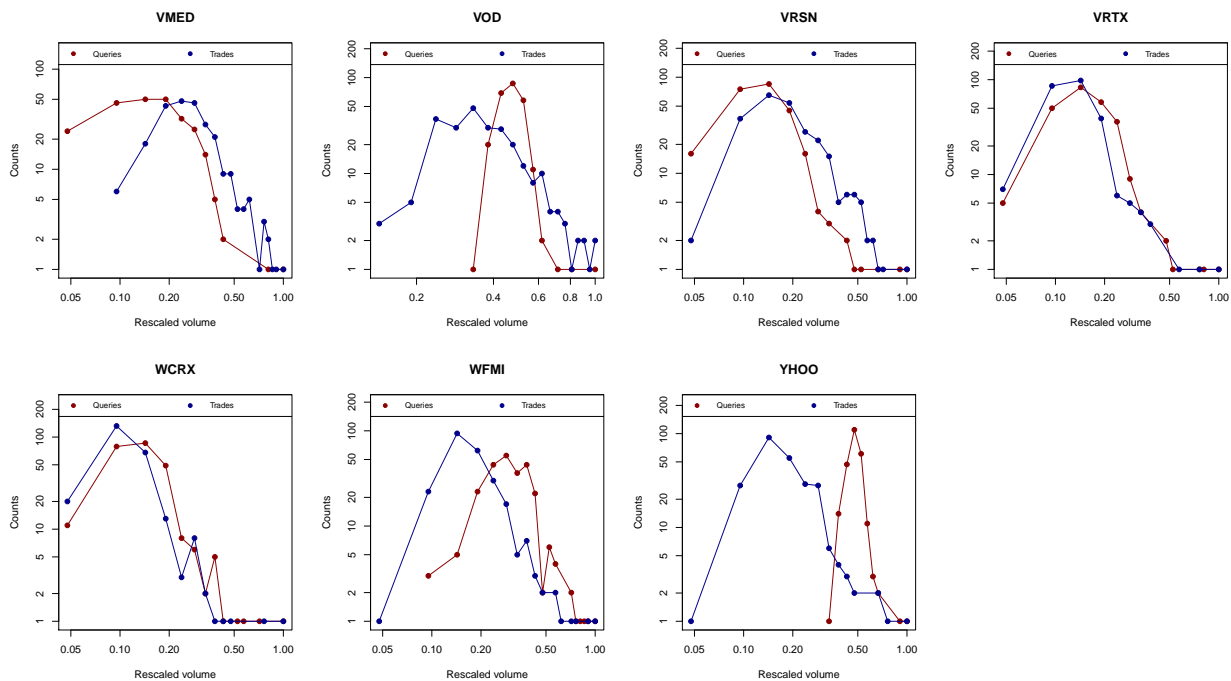 VMED
Queries
Trades
Counts
1 2 5 10 20 50 100
0.05 0.10 0.20 0.50 1.00
Rescaled volume
VOD
Queries
Trades
Counts
1 2 5 10 20 50 100 200
0.2 0.4 0.6 0.8 1.0
Rescaled volume
VRSN
Queries
Trades
Counts
1 2 5 10 20 50 100 200
0.05 0.10 0.20 0.50 1.00
Rescaled volume
VRTX
Queries
Trades
Counts
1 2 5 10 20 50 100 200
0.05 0.10 0.20 0.50 1.00
Rescaled volume
WCRX
Queries
Trades
Counts
1 2 5 10 20 50 100 200
0.05 0.10 0.20 0.50 1.00
Rescaled volume
WFMI
Queries
Trades
Counts
1 2 5 10 20 50 100 200
0.05 0.10 0.20 0.50 1.00
Rescaled volume
YHOO
Queries
Trades
Counts
1 2 5 10 20 50 100 200
0.05 0.10 0.20 0.50 1.00
Rescaled volume